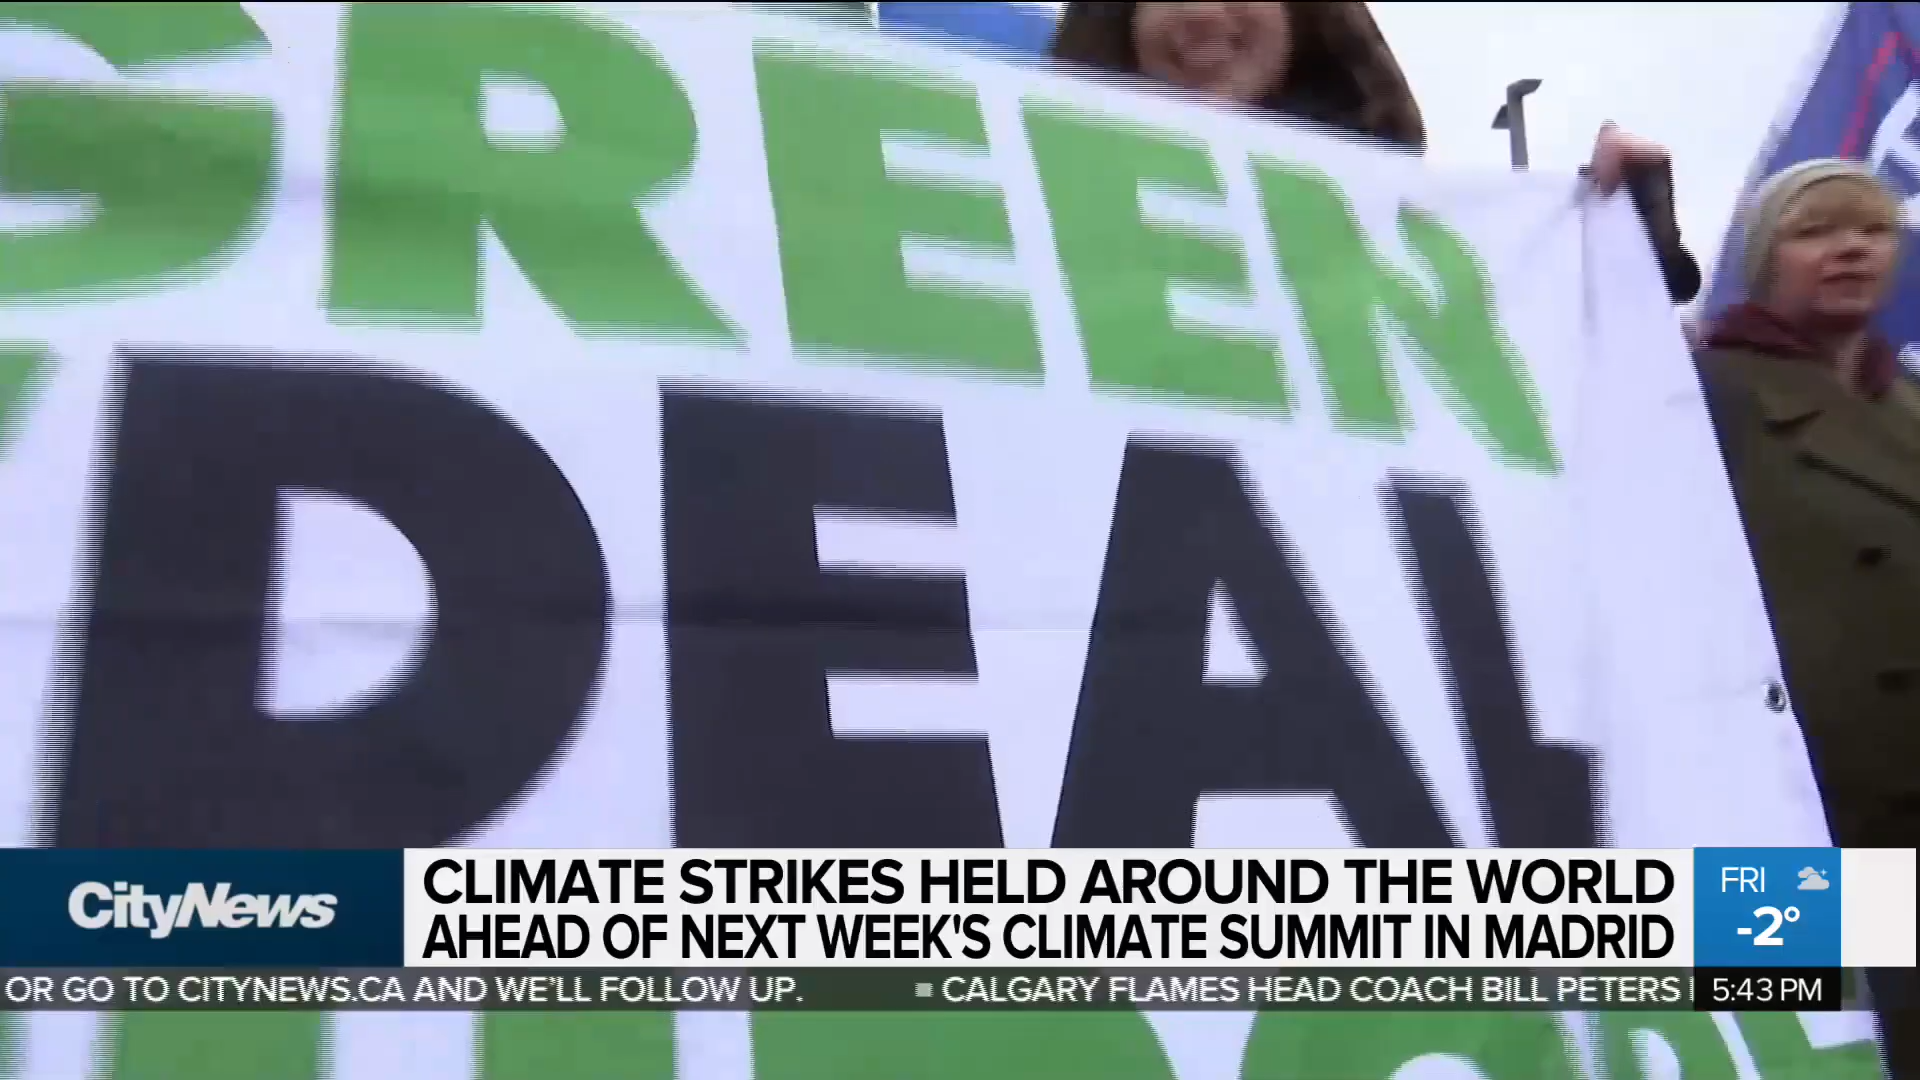 GREEN
DEAL
CityNews
CLIMATE STRIKES HELD AROUND THE WORLD
AHEAD OF NEXT WEEK'S CLIMATE SUMMIT IN MADRID
FRI
-2°
OR GO TO CITYNEWS.CA AND WE'LL FOLLOW UP.
CALGARY FLAMES HEAD COACH BILL PETERS
5:43 PM